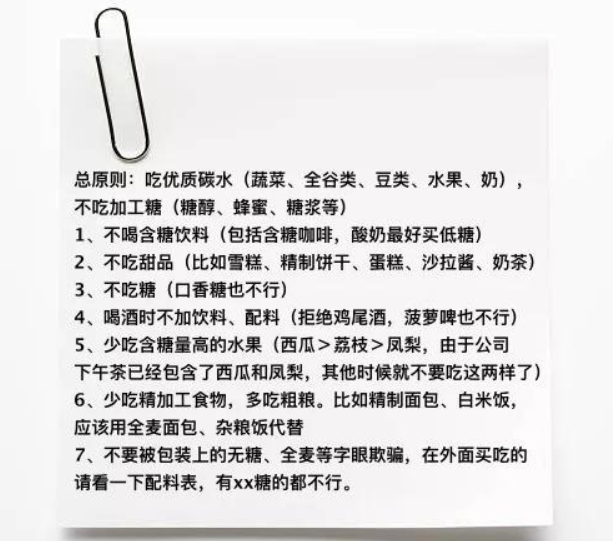 总原则：吃优质碳水（蔬菜、全谷类、豆类、水果、奶），
不吃加工糖（糖醇、蜂蜜、糖浆等）
1、不喝含糖饮料（包括含糖咖啡，酸奶最好买低糖）
2、不吃甜品（比如雪糕、精制饼干、蛋糕、沙拉酱、奶茶）
3、不吃糖（口香糖也不行）
4、喝酒时不加饮料、配料（拒绝鸡尾酒，菠萝啤也不行）
5、少吃含糖量高的水果（西瓜＞荔枝＞凤梨，由于公司
下午茶已经包含了西瓜和凤梨，其他时候就不要吃这两样了）
6、少吃精加工食物，多吃粗粮。比如精制面包、白米饭，
应该用全麦面包、杂粮饭代替
7、不要被包装上的无糖、全麦等字眼欺骗，在外面买吃的
请看一下配料表，有xx糖的都不行。